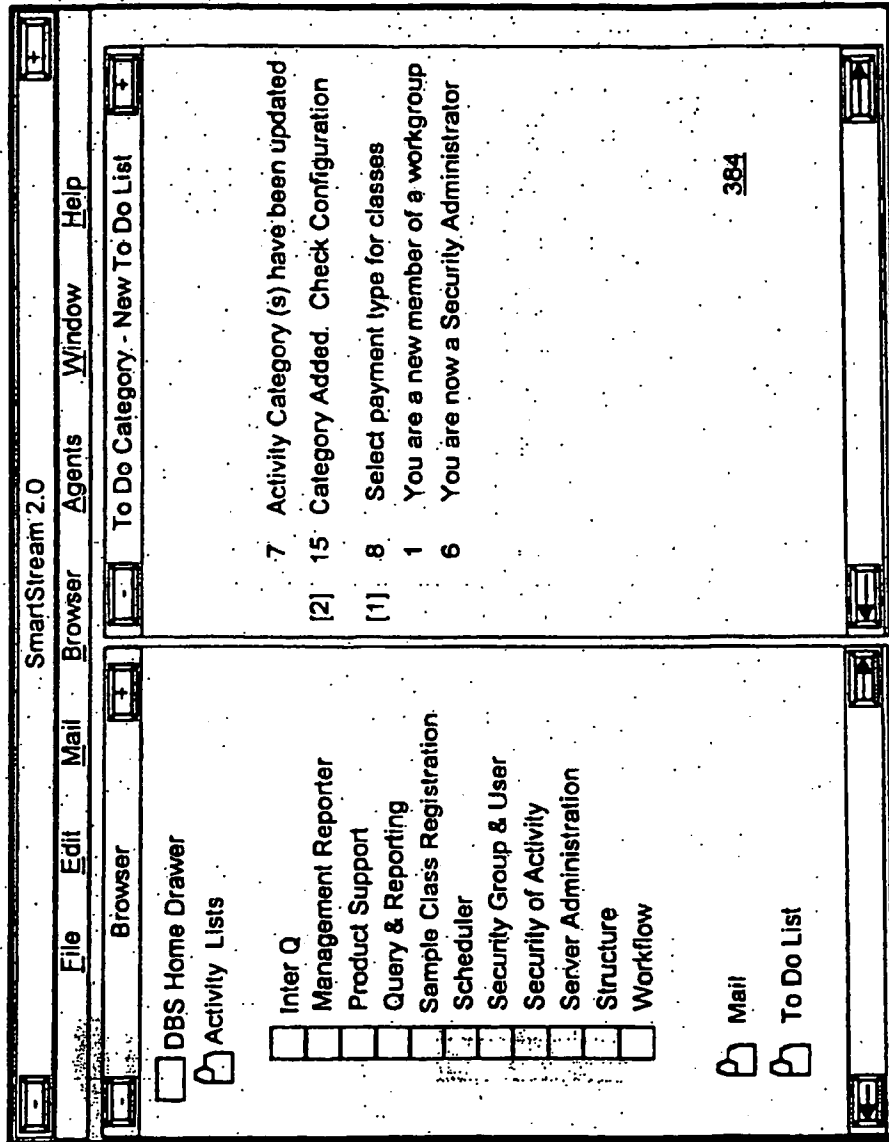 SmartStream 2.0
File Edit Mail Browser Agents Window Help
Browser
DBS Home Drawer
Activity Lists
Inter Q
Management Reporter
Product Support
Query & Reporting
Sample Class Registration
Scheduler
Security Group & User
Security of Activity
Server Administration
Structure
Workflow
Mail
To Do List
To Do Category - New To Do List
7 Activity Category (s) have been updated
[2] 15 Category Added. Check Configuration
[1] 8 Select payment type for classes
1 You are a new member of a workgroup
6 You are now a Security Administrator
384